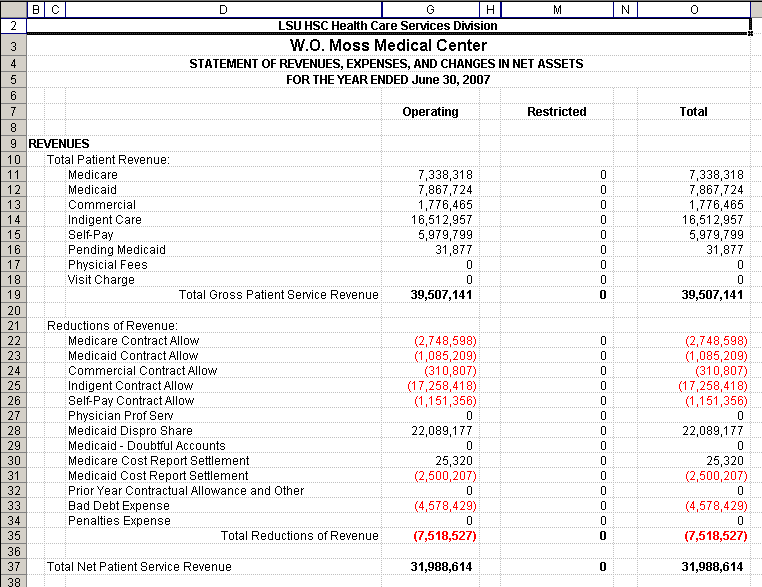 B C D G H M N O
2 LSU HSC Health Care Services Division
3 W.O. Moss Medical Center
4 STATEMENT OF REVENUES, EXPENSES, AND CHANGES IN NET ASSETS
5 FOR THE YEAR ENDED June 30, 2007
6
7 Operating Restricted Total
8
9 REVENUES
10 Total Patient Revenue:
11 Medicare 7,338,318 0 7,338,318
12 Medicaid 7,867,724 0 7,867,724
13 Commercial 1,776,465 0 1,776,465
14 Indigent Care 16,512,957 0 16,512,957
15 Self-Pay 5,979,799 0 5,979,799
16 Pending Medicaid 31,877 0 31,877
17 Physicial Fees 0 0 0
18 Visit Charge 0 0 0
19 Total Gross Patient Service Revenue 39,507,141 0 39,507,141
20
21 Reductions of Revenue:
22 Medicare Contract Allow (2,748,598) 0 (2,748,598)
23 Medicaid Contract Allow (1,085,209) 0 (1,085,209)
24 Commercial Contract Allow (310,807) 0 (310,807)
25 Indigent Contract Allow (17,258,418) 0 (17,258,418)
26 Self-Pay Contract Allow (1,151,356) 0 (1,151,356)
27 Physician Prof Serv 0 0 0
28 Medicaid Dispro Share 22,089,177 0 22,089,177
29 Medicaid - Doubtful Accounts 0 0 0
30 Medicare Cost Report Settlement 25,320 0 25,320
31 Medicaid Cost Report Settlement (2,500,207) 0 (2,500,207)
32 Prior Year Contractual Allowance and Other 0 0 0
33 Bad Debt Expense (4,578,429) 0 (4,578,429)
34 Penalties Expense 0 0 0
35 Total Reductions of Revenue (7,518,527) 0 (7,518,527)
36
37 Total Net Patient Service Revenue 31,988,614 0 31,988,614
38